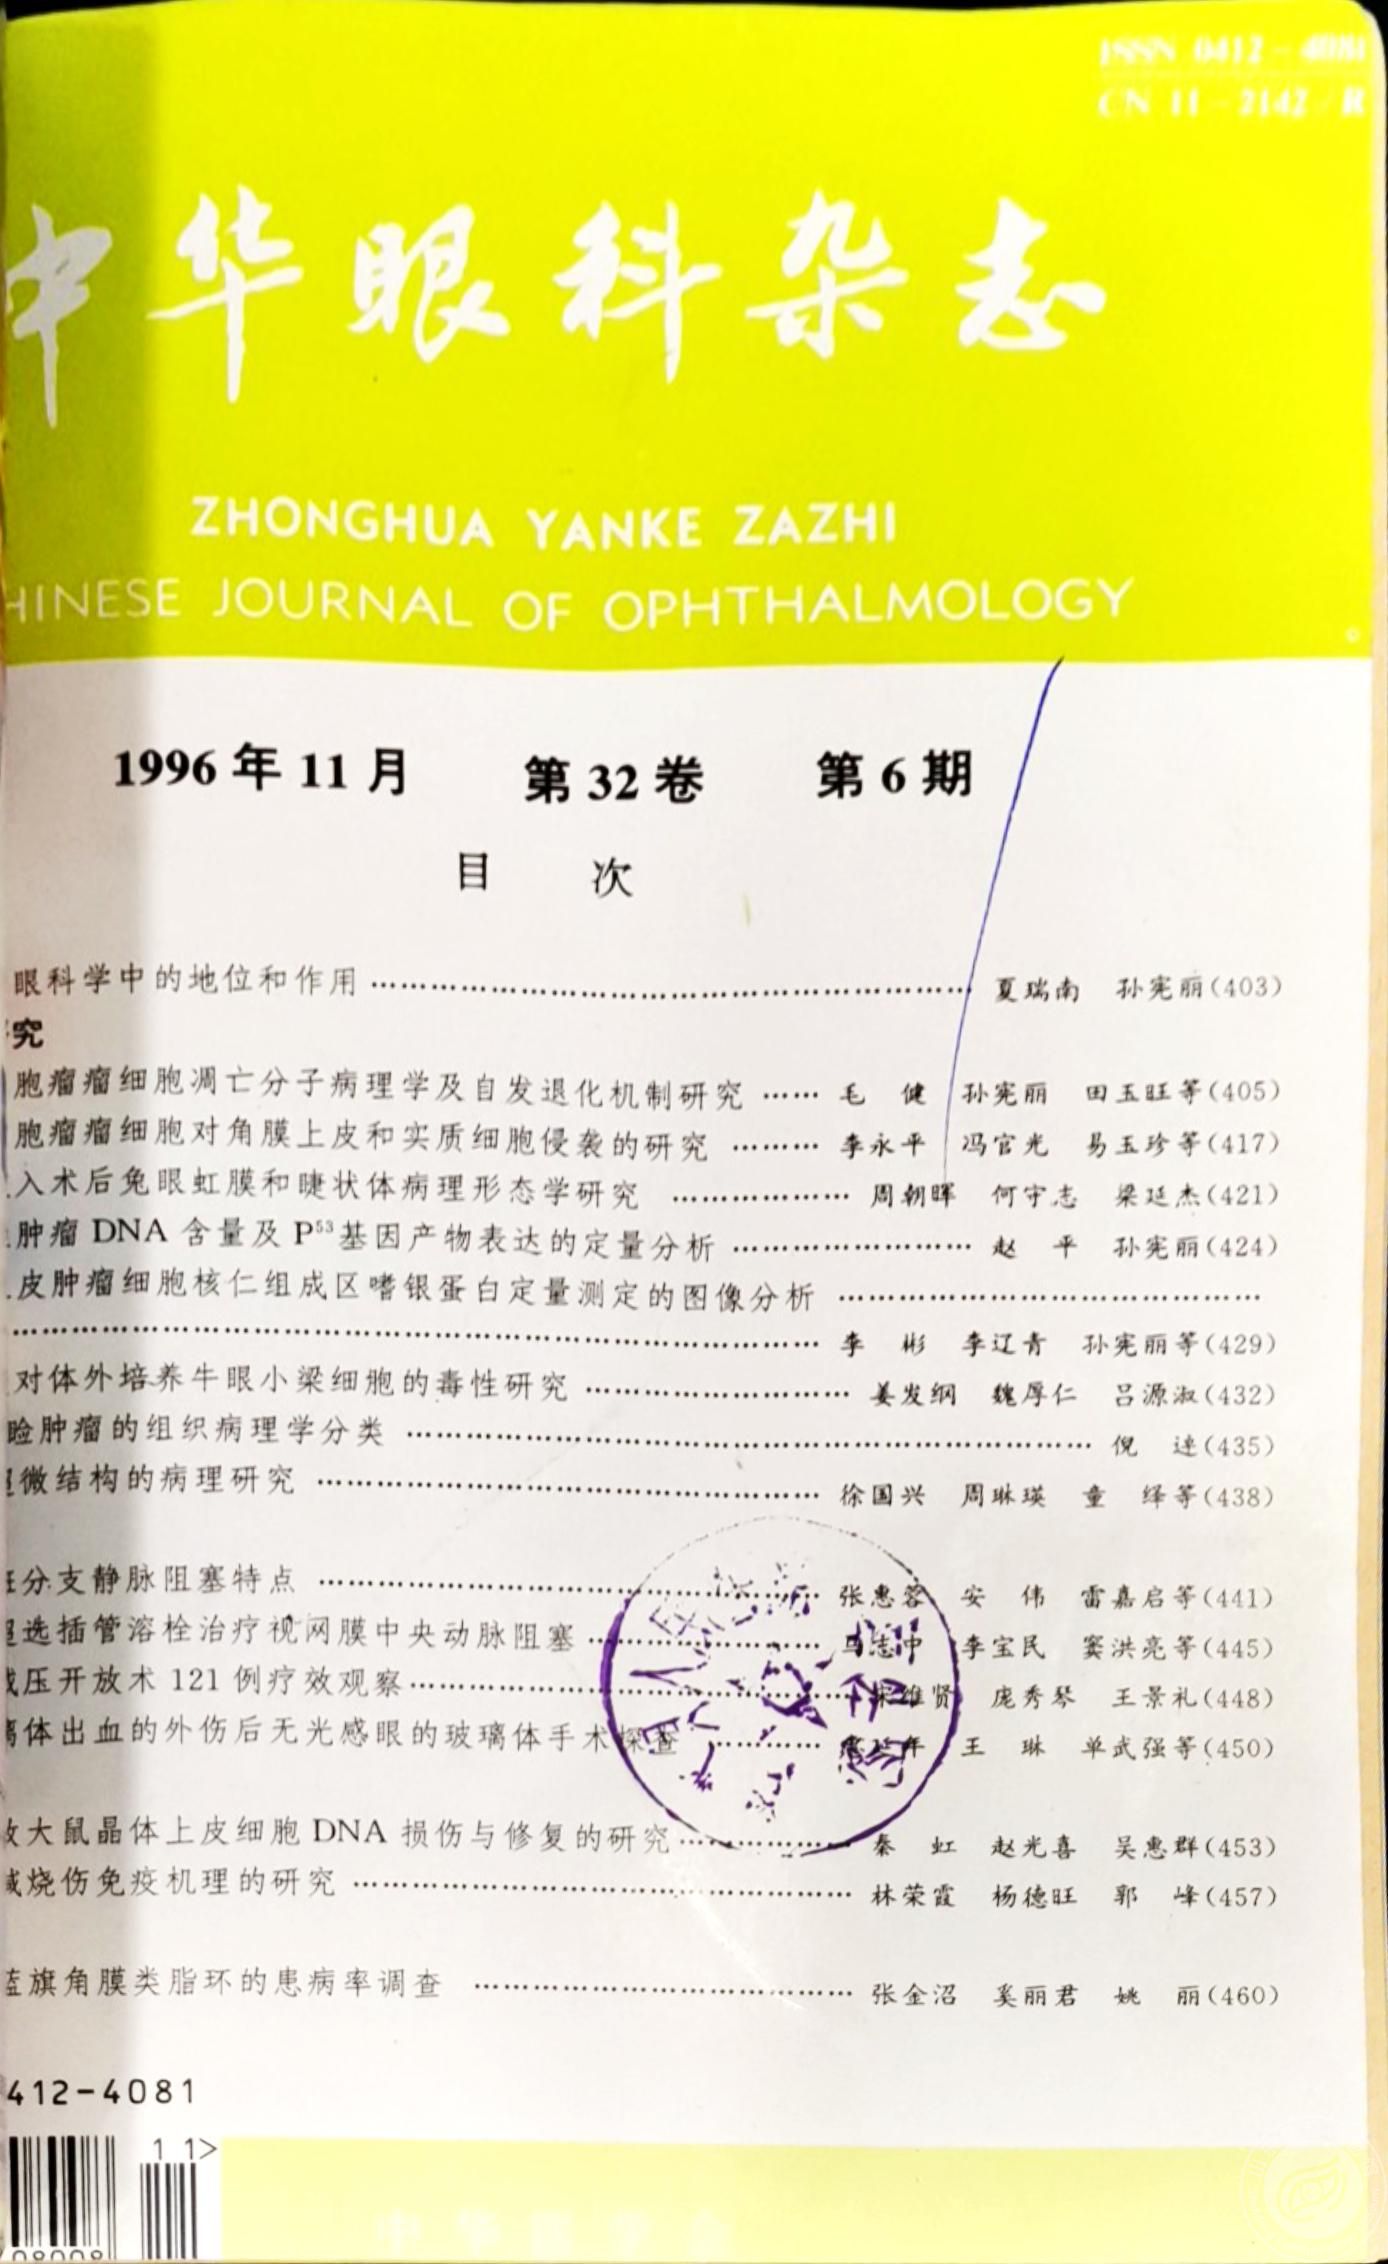 ISSN 0412-4081
CN 11-2142/R
中华眼科杂志
ZHONGHUA YANKE ZAZHI
HINESE JOURNAL OF OPHTHALMOLOGY
1996年11月 第32卷 第6期
目 次
眼科学中的地位和作用 …… 夏瑞南 孙宪丽(403)
究
胞瘤瘤细胞凋亡分子病理学及自发退化机制研究 …… 毛 健 孙宪丽 田玉旺等(405)
胞瘤瘤细胞对角膜上皮和实质细胞侵袭的研究 …… 李永平 冯官光 易玉珍等(417)
入术后兔眼虹膜和睫状体病理形态学研究 …… 周朝晖 何守志 梁廷杰(421)
肿瘤 DNA 含量及P⁵³基因产物表达的定量分析 …… 赵 平 孙宪丽(424)
皮肿瘤细胞核仁组成区嗜银蛋白定量测定的图像分析 ……
…… 李 彬 李辽青 孙宪丽等(429)
对体外培养牛眼小梁细胞的毒性研究 …… 姜发纲 魏厚仁 吕源淑(432)
睑肿瘤的组织病理学分类 …… 倪 逴(435)
微结构的病理研究 …… 徐国兴 周琳瑛 童 绎等(438)
分支静脉阻塞特点 …… 张惠蓉 安 伟 雷嘉启等(441)
选插管溶栓治疗视网膜中央动脉阻塞 …… 马志中 李宝民 窦洪亮等(445)
压开放术121例疗效观察 …… 宋维贤 庞秀琴 王景礼(448)
体出血的外伤后无光感眼的玻璃体手术探查 …… 年 王 琳 单武强等(450)
大鼠晶体上皮细胞 DNA 损伤与修复的研究 …… 秦 虹 赵光喜 吴惠群(453)
烧伤免疫机理的研究 …… 林荣霞 杨德旺 郭 峰(457)
蓝旗角膜类脂环的患病率调查 …… 张金沼 奚丽君 姚 丽(460)
412-4081
11>